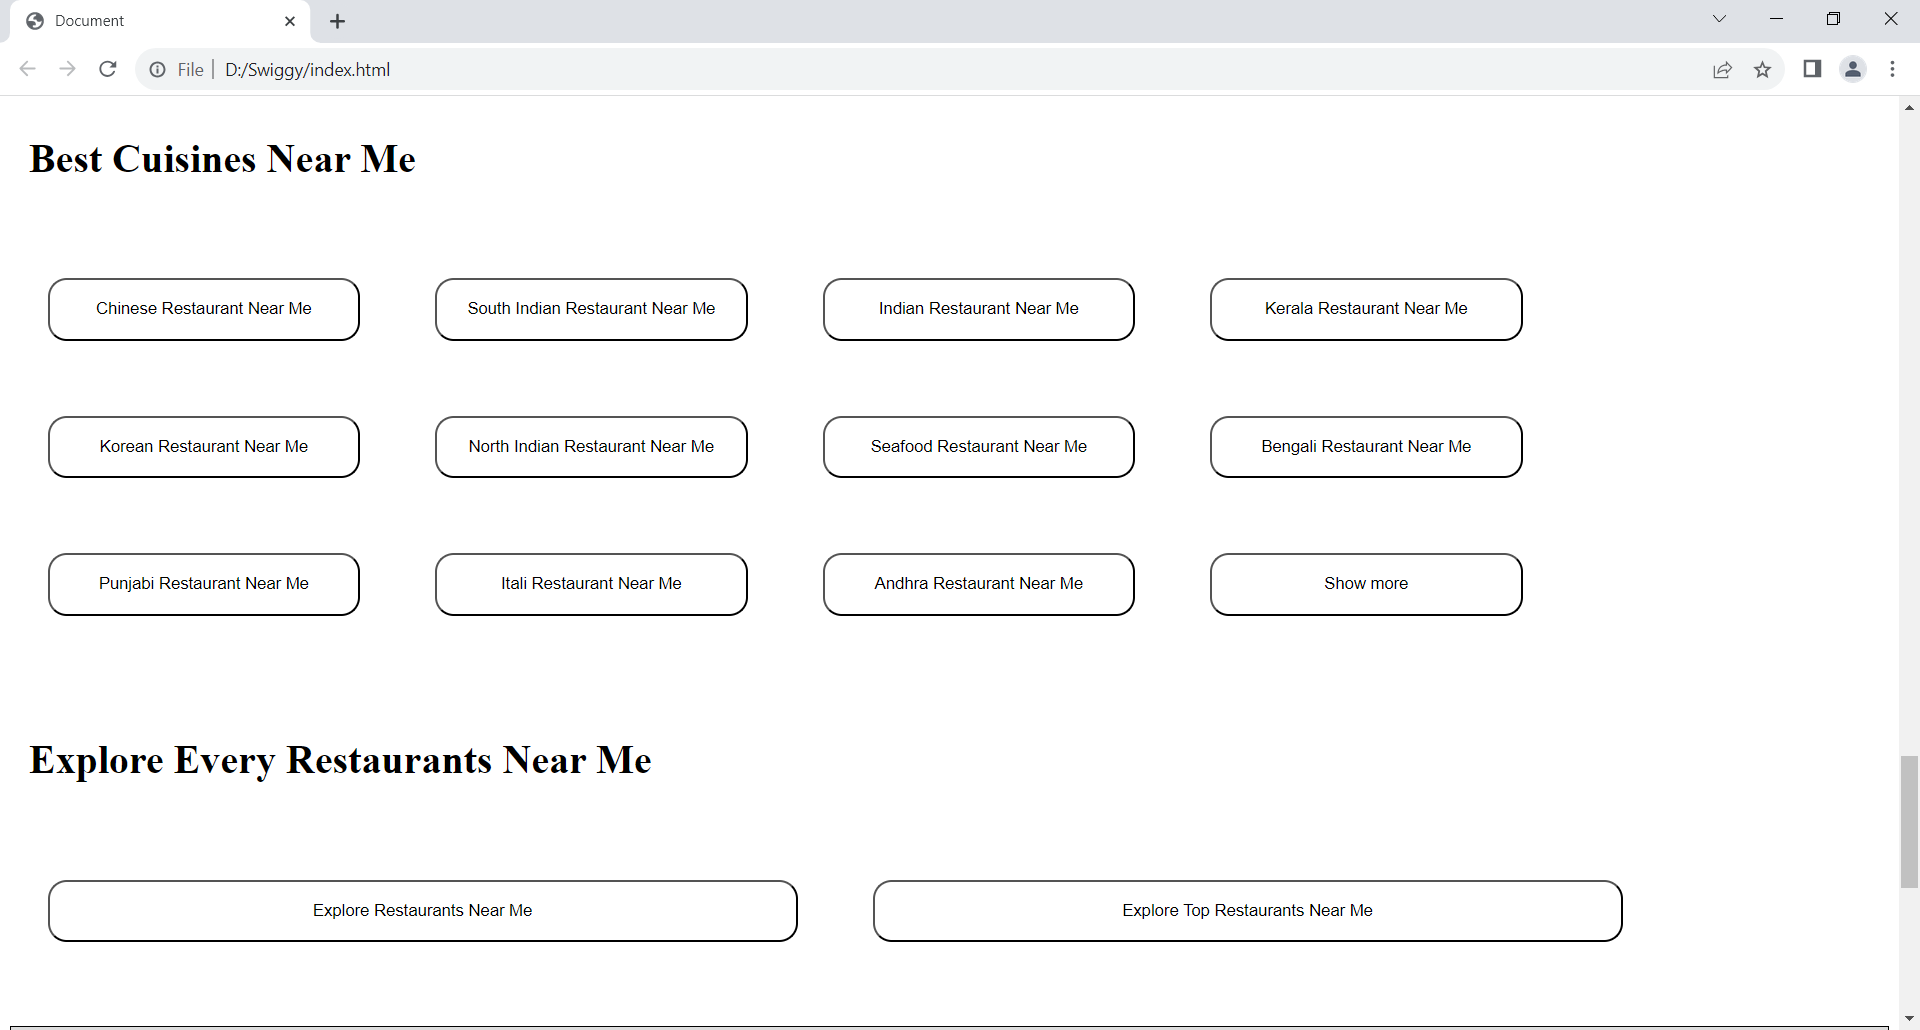 Document
File
D:/Swiggy/index.html
Best Cuisines Near Me
Chinese Restaurant Near Me
South Indian Restaurant Near Me
Indian Restaurant Near Me
Kerala Restaurant Near Me
Korean Restaurant Near Me
North Indian Restaurant Near Me
Seafood Restaurant Near Me
Bengali Restaurant Near Me
Punjabi Restaurant Near Me
Itali Restaurant Near Me
Andhra Restaurant Near Me
Show more
Explore Every Restaurants Near Me
Explore Restaurants Near Me
Explore Top Restaurants Near Me